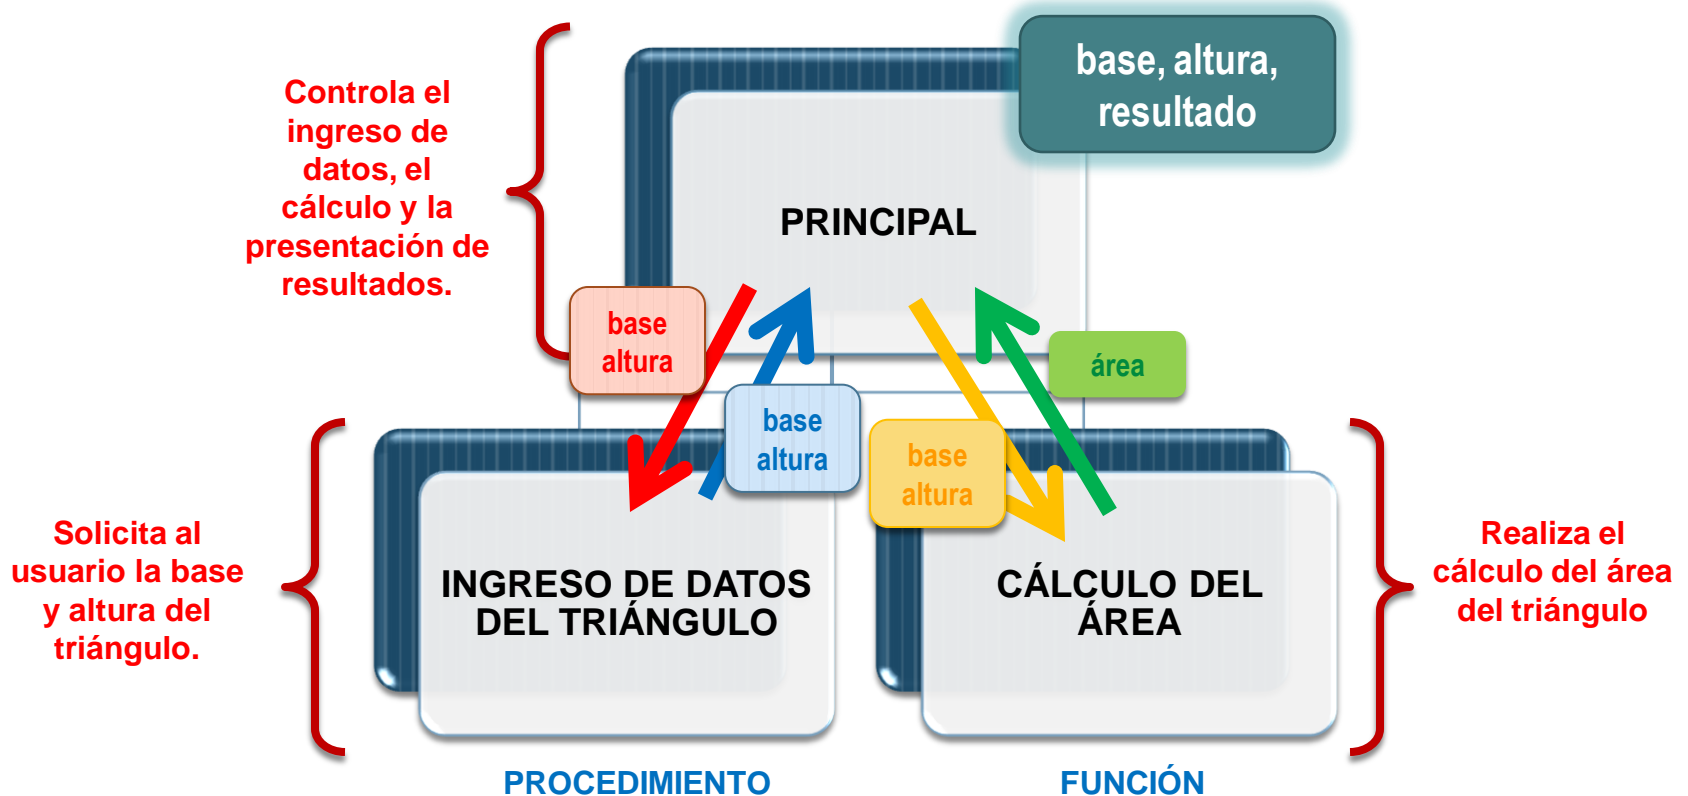 base, altura,
resultado
Controla el
ingreso de
datos, el
cálculo y la
presentación de
resultados.
PRINCIPAL
base
altura
área
base
altura
base
altura
Solicita al
usuario la base
y altura del
triángulo.
INGRESO DE DATOS
DEL TRIÁNGULO
CÁLCULO DEL
ÁREA
Realiza el
cálculo del área
del triángulo
PROCEDIMIENTO
FUNCIÓN